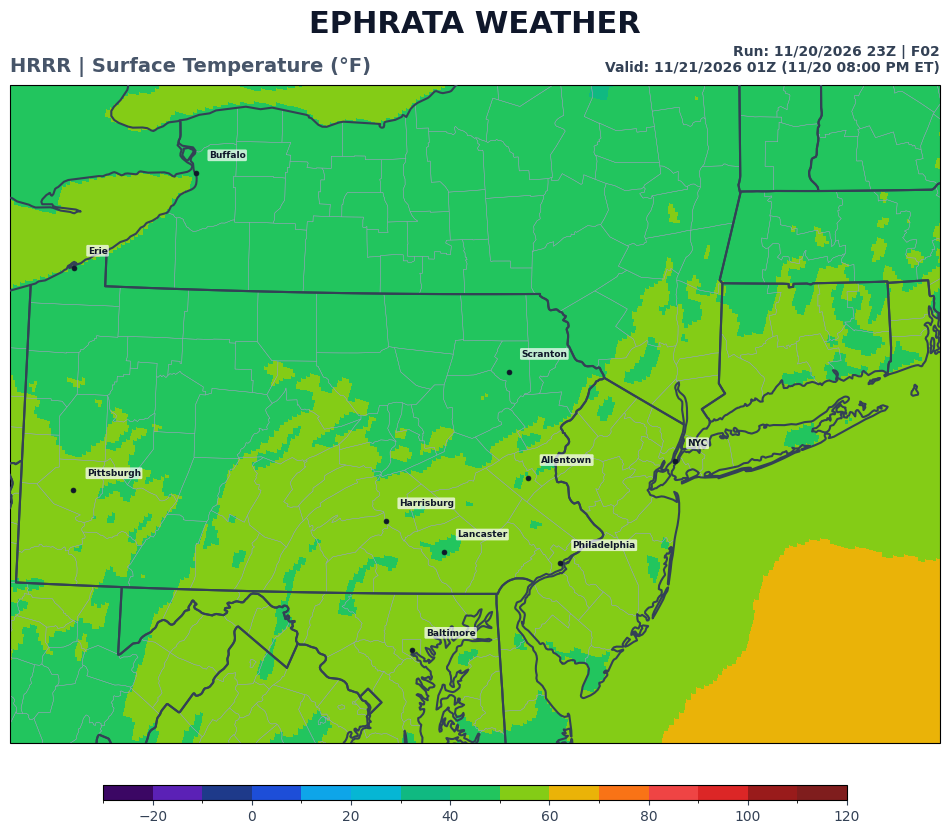 EPHRATA WEATHER
HRRR | Surface Temperature (°F)
Run: 11/20/2026 23Z | F02
Valid: 11/21/2026 01Z (11/20 08:00 PM ET)
Buffalo
Erie
Scranton
NYC
Allentown
Pittsburgh
Harrisburg
Lancaster
Philadelphia
Baltimore
−20 0 20 40 60 80 100 120